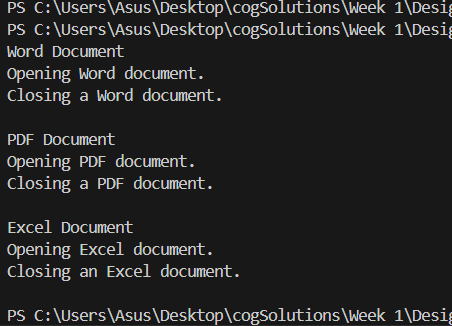 PS C:\Users\Asus\Desktop\cogSolutions\Week 1\Desig
PS C:\Users\Asus\Desktop\cogSolutions\Week 1\Desig
Word Document
Opening Word document.
Closing a Word document.
PDF Document
Opening PDF document.
Closing a PDF document.
Excel Document
Opening Excel document.
Closing an Excel document.
PS C:\Users\Asus\Desktop\cogSolutions\Week 1\Desig